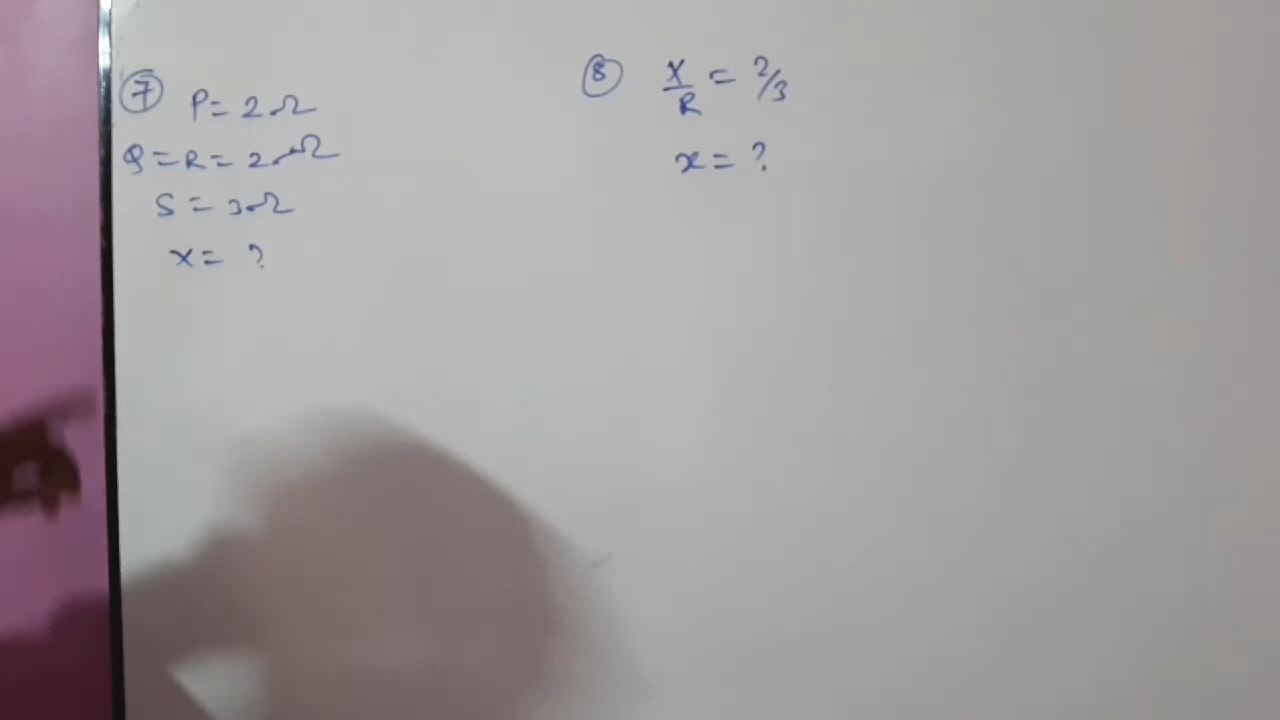 7 P = 2Ω
Q = R = 2Ω
S = 3Ω
x = ?
8 X/R = 2/3
x = ?